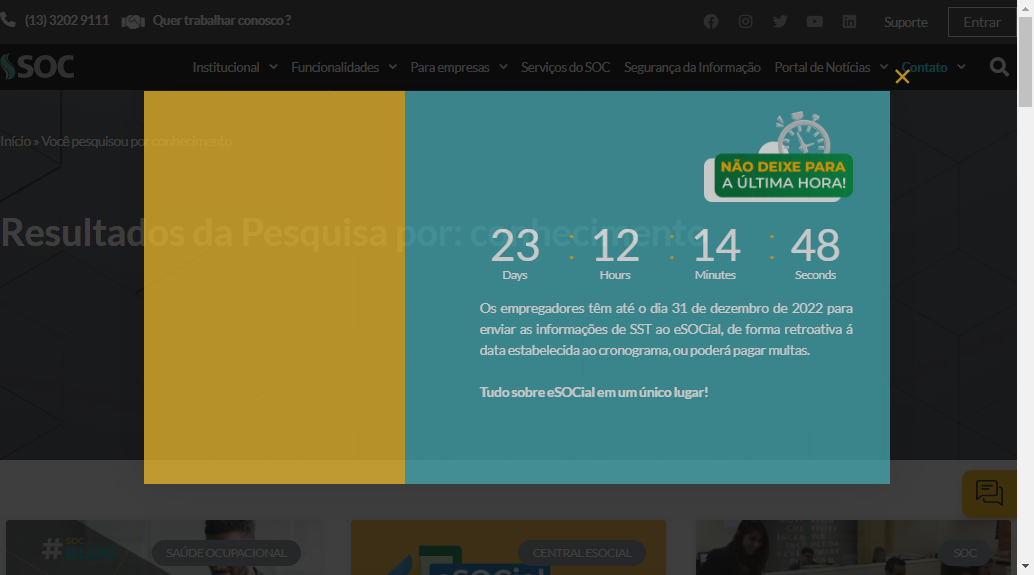 (13) 3202 9111 Quer trabalhar conosco ?
Suporte Entrar
SOC Institucional Funcionalidades Para empresas Serviços do SOC Segurança da Informação Portal de Notícias Contato
Início » Você pesquisou por conhecimento
NÃO DEIXE PARA
A ÚLTIMA HORA!
Resultados da Pesquisa por: conhecimento
23 : 12 : 14 : 48
Days Hours Minutes Seconds
Os empregadores têm até o dia 31 de dezembro de 2022 para
enviar as informações de SST ao eSOCial, de forma retroativa á
data estabelecida ao cronograma, ou poderá pagar multas.
Tudo sobre eSOCial em um único lugar!
#SOC
BLOG
SAÚDE OCUPACIONAL
CENTRAL ESOCIAL
SOC
eSOCial